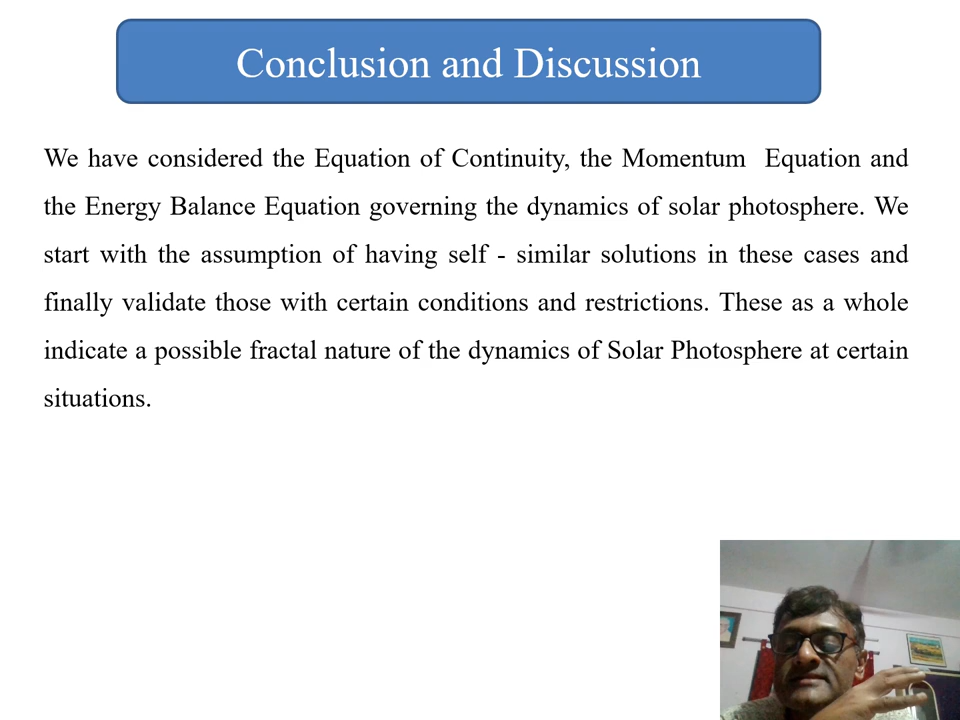 Conclusion and Discussion
We have considered the Equation of Continuity, the Momentum Equation and
the Energy Balance Equation governing the dynamics of solar photosphere. We
start with the assumption of having self - similar solutions in these cases and
finally validate those with certain conditions and restrictions. These as a whole
indicate a possible fractal nature of the dynamics of Solar Photosphere at certain
situations.